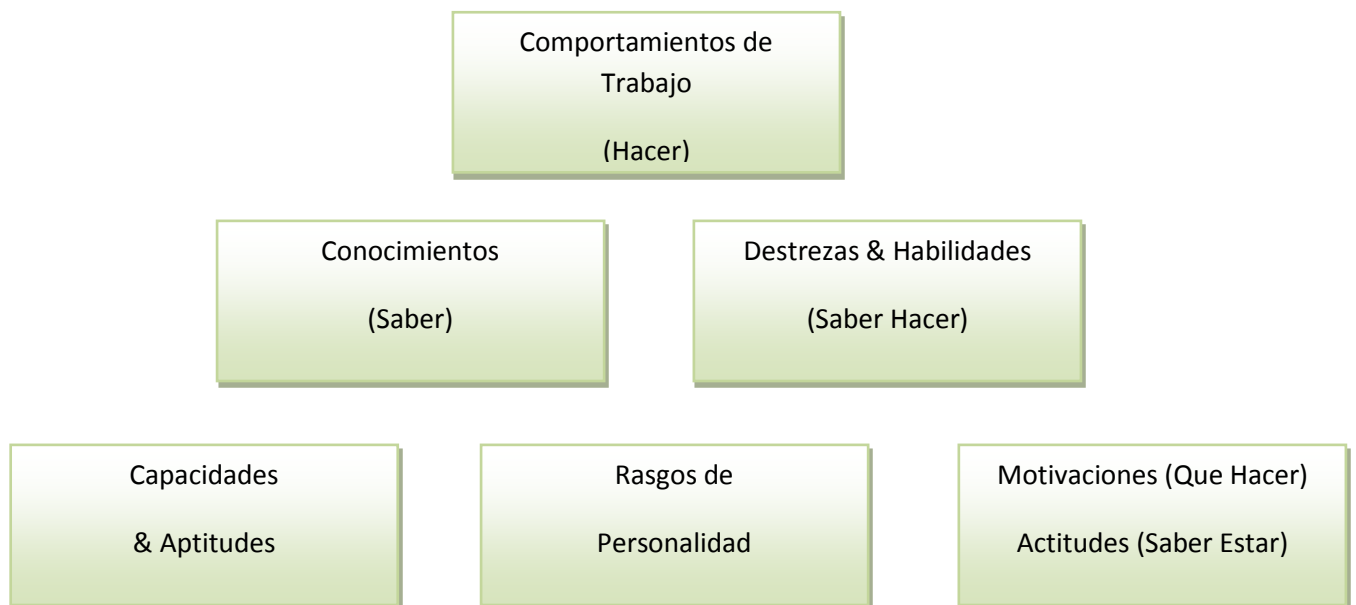 Comportamientos de
Trabajo
(Hacer)
Conocimientos
(Saber)
Destrezas & Habilidades
(Saber Hacer)
Capacidades
& Aptitudes
Rasgos de
Personalidad
Motivaciones (Que Hacer)
Actitudes (Saber Estar)